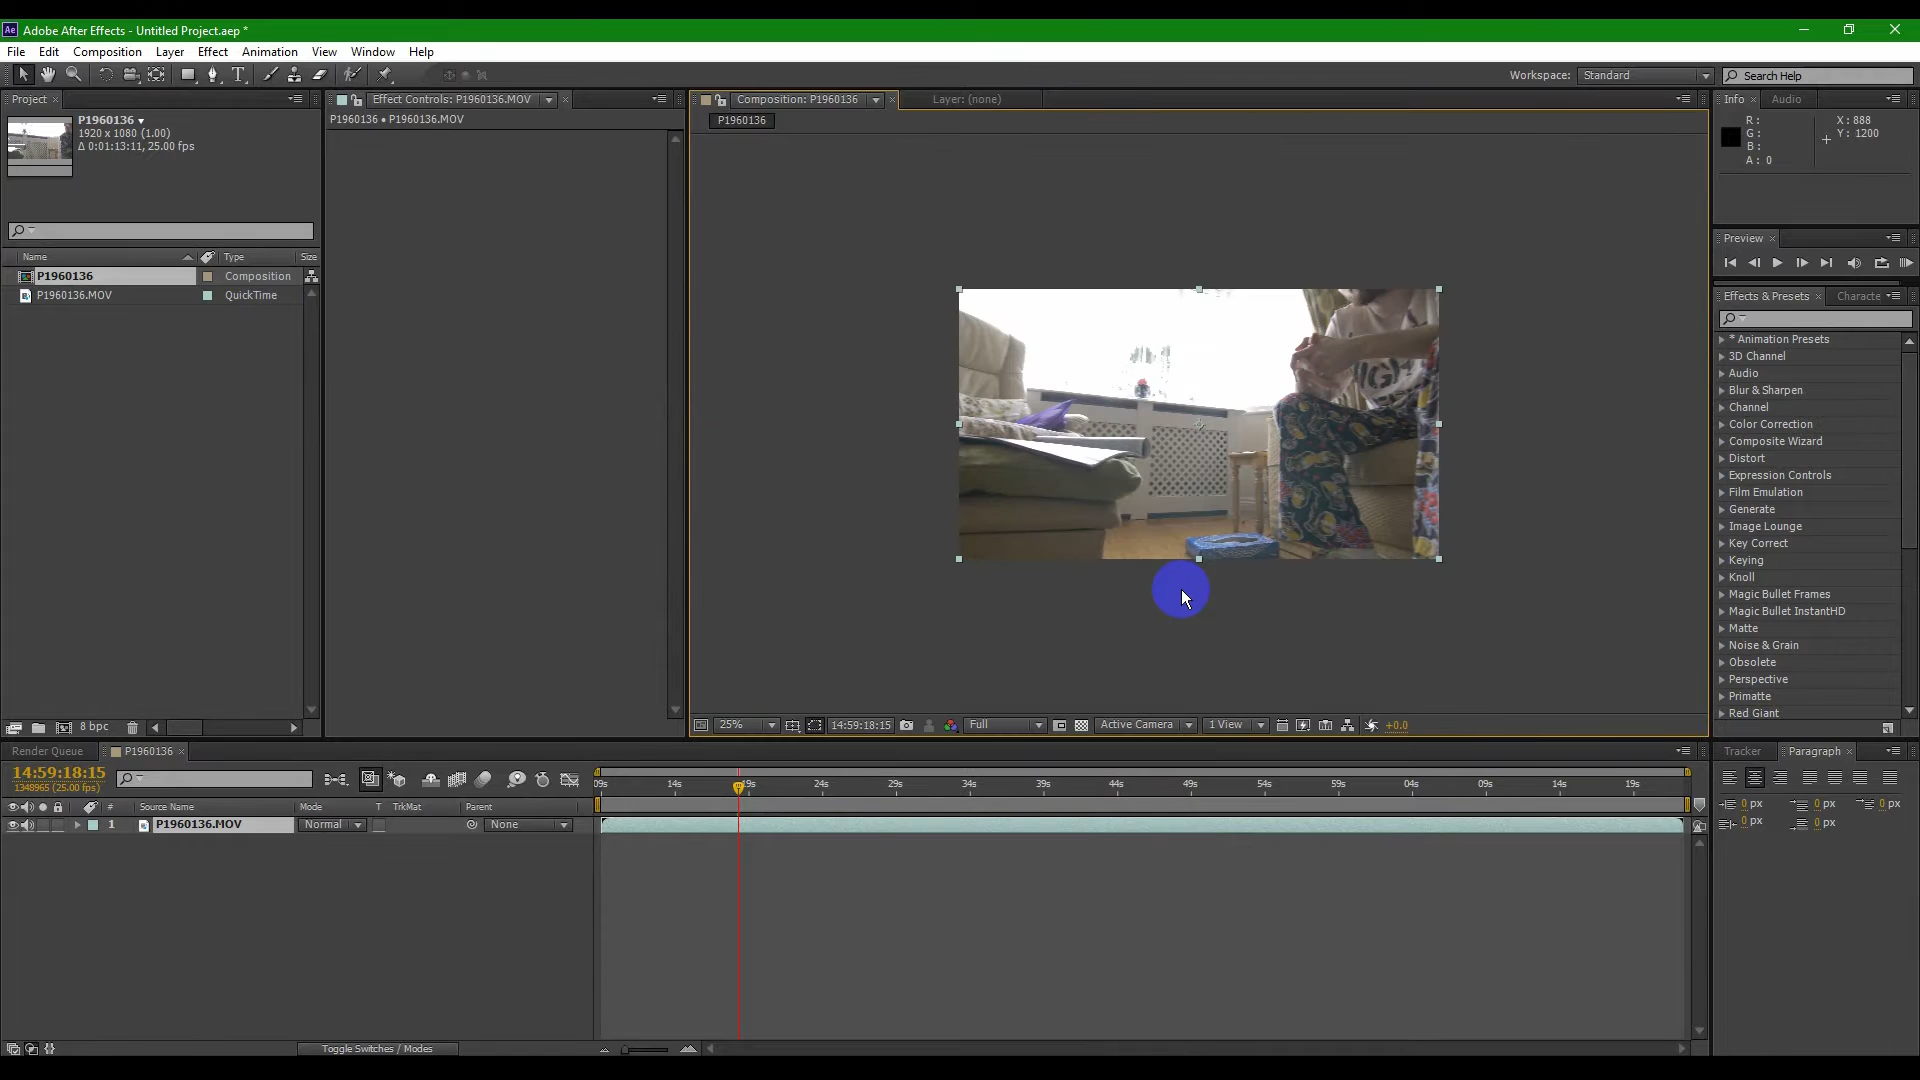 Ae Adobe After Effects - Untitled Project.aep *
File Edit Composition Layer Effect Animation View Window Help
Workspace: Standard Search Help
Project
P1960136
1920 x 1080 (1.00)
Δ 0:01:13:11, 25.00 fps
Name Type Size
P1960136 Composition
P1960136.MOV QuickTime
8 bpc
Effect Controls: P1960136.MOV
P1960136 • P1960136.MOV
Composition: P1960136 Layer: (none)
P1960136
25% 14:59:18:15 Full Active Camera 1 View +0.0
Info Audio
R: X: 888
G: Y: 1200
B:
A: 0
Preview
Effects & Presets Characte
* Animation Presets
3D Channel
Audio
Blur & Sharpen
Channel
Color Correction
Composite Wizard
Distort
Expression Controls
Film Emulation
Generate
Image Lounge
Key Correct
Keying
Knoll
Magic Bullet Frames
Magic Bullet InstantHD
Matte
Noise & Grain
Obsolete
Perspective
Primatte
Red Giant
Render Queue P1960136
14:59:18:15
1348965 (25.00 fps)
09s 14s 19s 24s 29s 34s 39s 44s 49s 54s 59s 04s 09s 14s 19s
# Source Name Mode T TrkMat Parent
1 P1960136.MOV Normal None
Toggle Switches / Modes
Tracker Paragraph
0 px 0 px 0 px
0 px 0 px